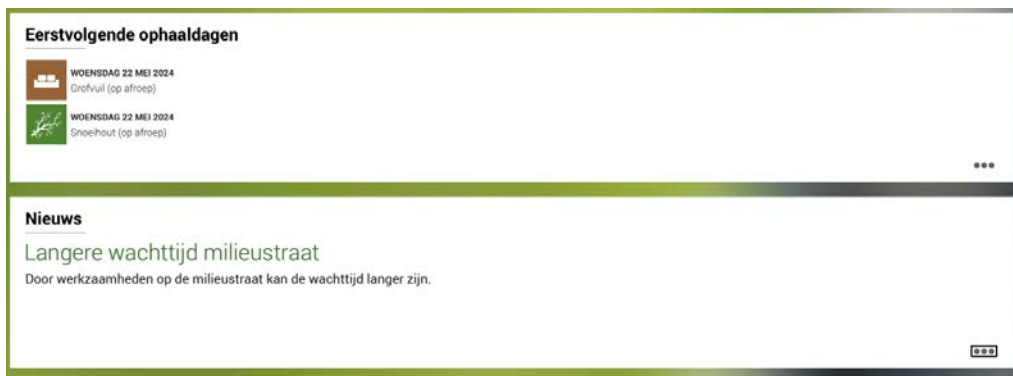 Eerstvolgende ophaaldagen
WOENSDAG 22 MEI 2024
Grofvuil (op afroep)
WOENSDAG 22 MEI 2024
Snoeihout (op afroep)
Nieuws
Langere wachttijd milieustraat
Door werkzaamheden op de milieustraat kan de wachttijd langer zijn.